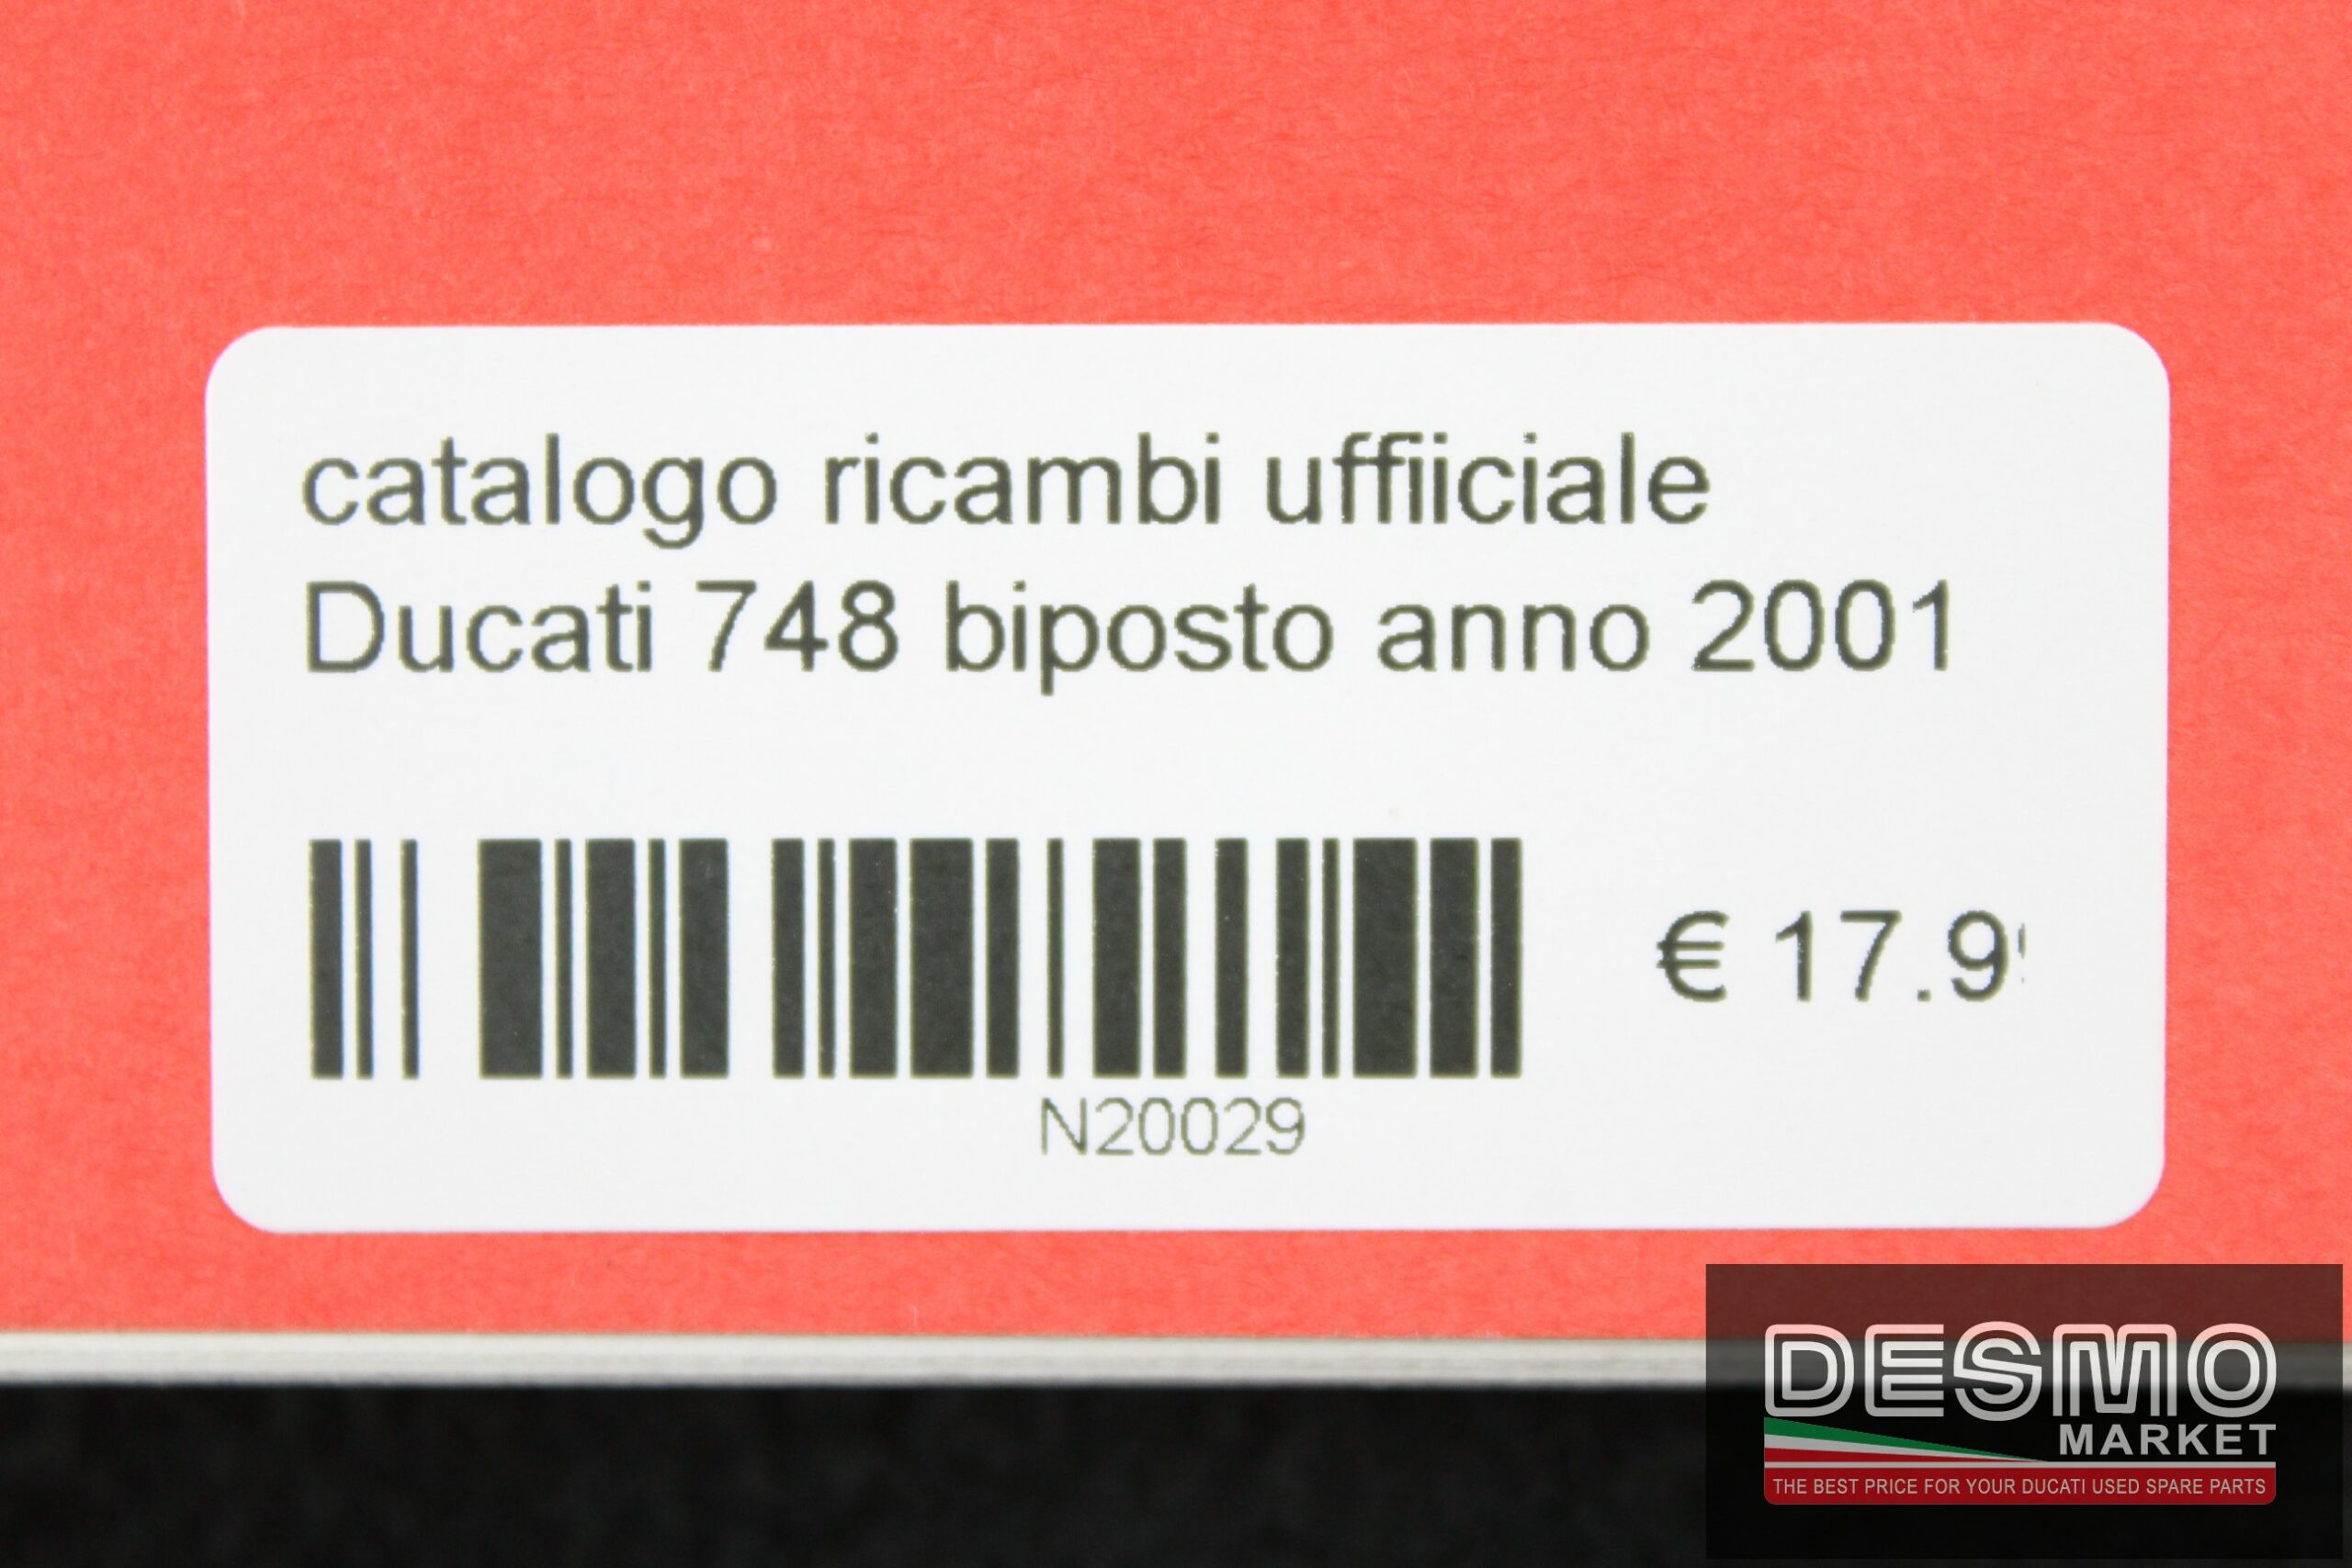 catalogo ricambi uffiiciale
Ducati 748 biposto anno 2001
€ 17.9
N20029
DESMO
MARKET
THE BEST PRICE FOR YOUR DUCATI USED SPARE PARTS